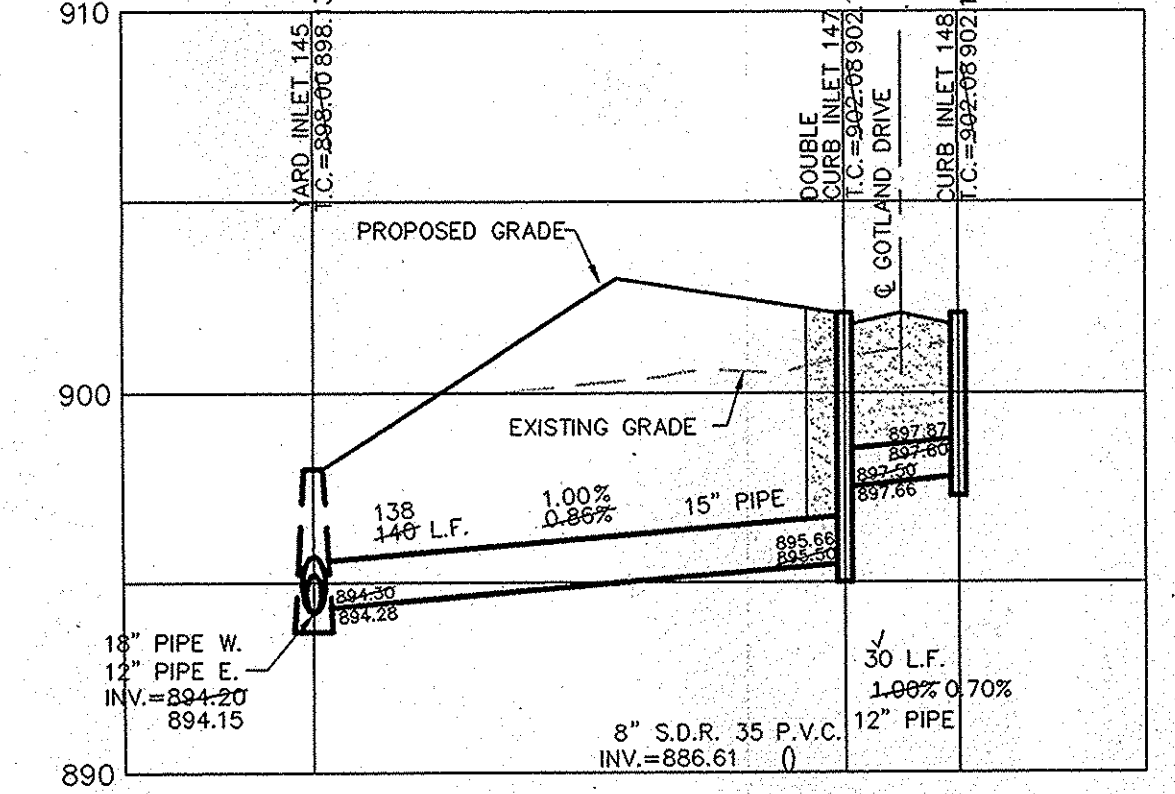 910
YARD INLET 145
T.C.=898.00 898.
DOUBLE
CURB INLET 147
T.C.=902.08 902.
℄ GOTLAND DRIVE
CURB INLET 148
T.C.=902.08 902.1
PROPOSED GRADE
900
EXISTING GRADE
897.87
897.80
897.50
897.66
138
140 L.F.
1.00%
0.86%
15" PIPE
895.66
895.50
894.30
894.28
18" PIPE W.
12" PIPE E.
INV.=894.20
894.15
30 L.F.
1.00% 0.70%
12" PIPE
8" S.D.R. 35 P.V.C.
INV.=886.61 ()
890